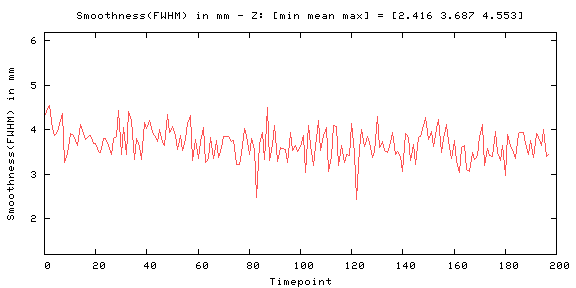 Smoothness(FWHM) in mm - Z: [min mean max] = [2.416 3.687 4.553]
6
5
4
3
2
Smoothness(FWHM) in mm
0 20 40 60 80 100 120 140 160 180 200
Timepoint